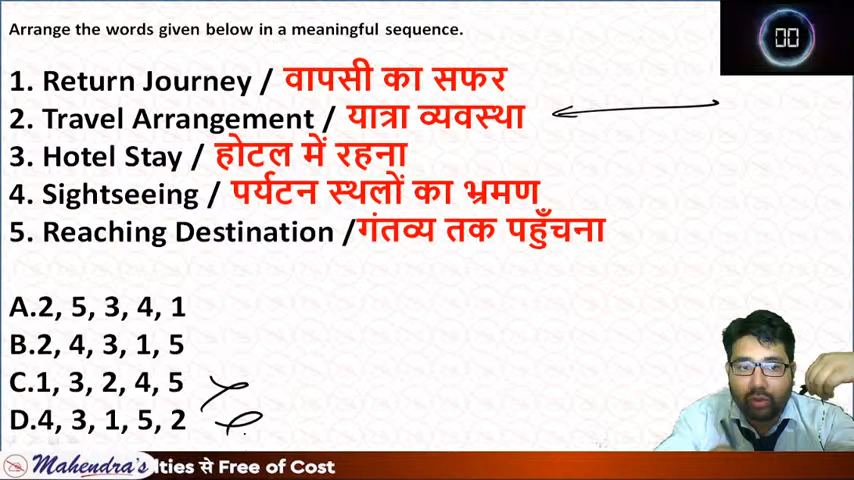 Arrange the words given below in a meaningful sequence.
00
1. Return Journey / वापसी का सफर
2. Travel Arrangement / यात्रा व्यवस्था
3. Hotel Stay / होटल में रहना
4. Sightseeing / पर्यटन स्थलों का भ्रमण
5. Reaching Destination /गंतव्य तक पहुँचना
A.2, 5, 3, 4, 1
B.2, 4, 3, 1, 5
C.1, 3, 2, 4, 5
D.4, 3, 1, 5, 2
Mahendra's lties से Free of Cost